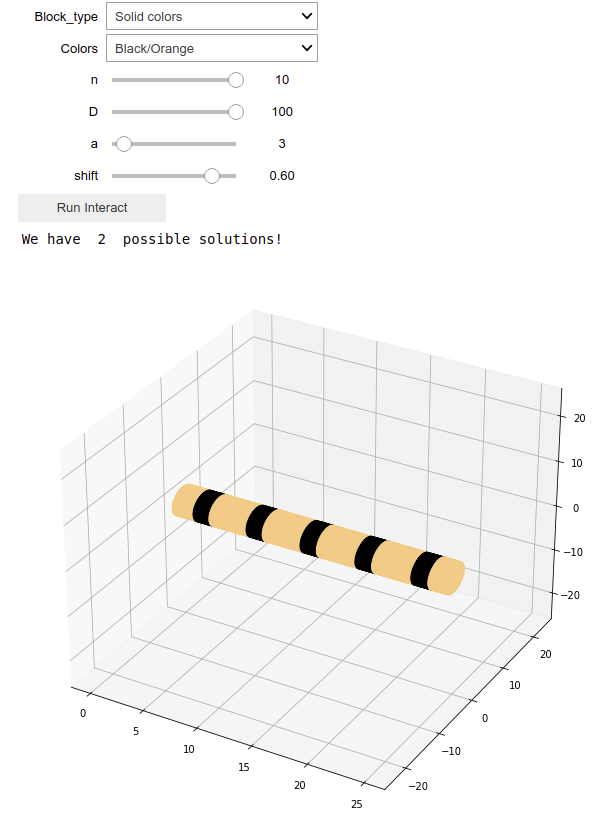 Block_type Solid colors
Colors Black/Orange
n 10
D 100
a 3
shift 0.60
Run Interact
We have  2  possible solutions!
20
10
0
−10
−20
20
10
0
−10
−20
0
5
10
15
20
25